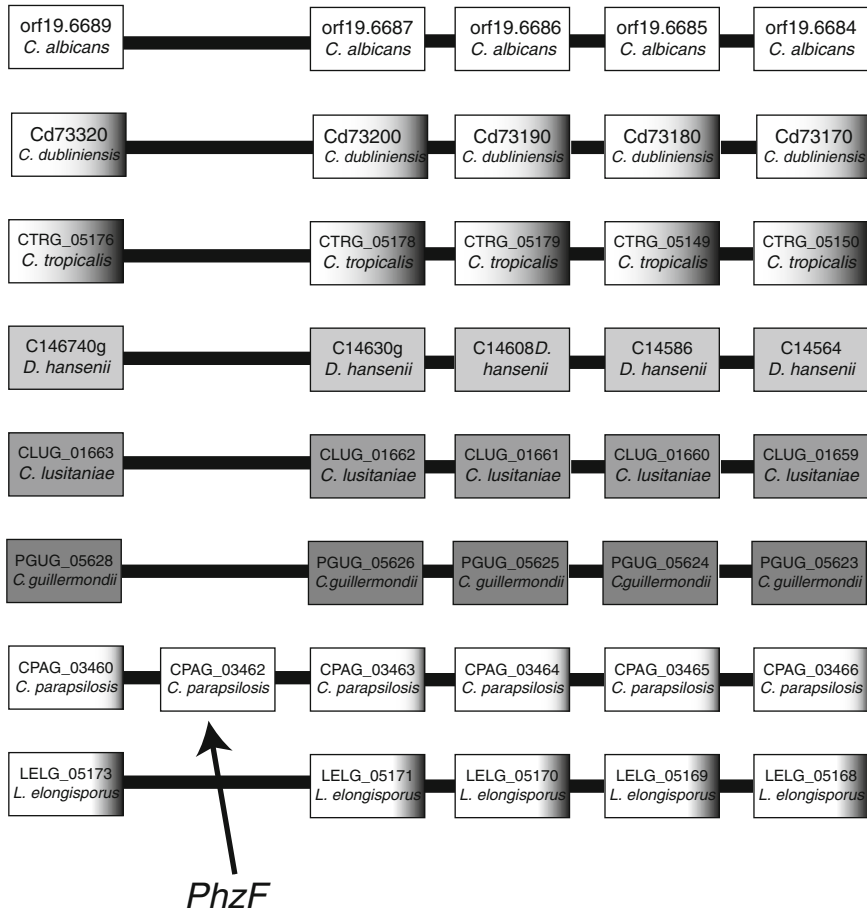 orf19.6689
C. albicans
orf19.6687
C. albicans
orf19.6686
C. albicans
orf19.6685
C. albicans
orf19.6684
C. albicans
Cd73320
C. dubliniensis
Cd73200
C. dubliniensis
Cd73190
C. dubliniensis
Cd73180
C. dubliniensis
Cd73170
C. dubliniensis
CTRG_05176
C. tropicalis
CTRG_05178
C. tropicalis
CTRG_05179
C. tropicalis
CTRG_05149
C. tropicalis
CTRG_05150
C. tropicalis
C146740g
D. hansenii
C14630g
D. hansenii
C14608D.
hansenii
C14586
D. hansenii
C14564
D. hansenii
CLUG_01663
C. lusitaniae
CLUG_01662
C. lusitaniae
CLUG_01661
C. lusitaniae
CLUG_01660
C. lusitaniae
CLUG_01659
C. lusitaniae
PGUG_05628
C. guillermondii
PGUG_05626
C.guillermondii
PGUG_05625
C. guillermondii
PGUG_05624
Cguillermondii
PGUG_05623
C.guillermondii
CPAG_03460
C. parapsilosis
CPAG_03462
C. parapsilosis
CPAG_03463
C. parapsilosis
CPAG_03464
C. parapsilosis
CPAG_03465
C. parapsilosis
CPAG_03466
C. parapsilosis
LELG_05173
L. elongisporus
LELG_05171
L. elongisporus
LELG_05170
L. elongisporus
LELG_05169
L. elongisporus
LELG_05168
L. elongisporus
PhzF